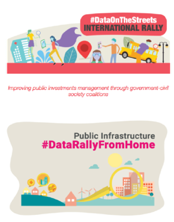 #DataOnTheStreets
INTERNATIONAL RALLY
Improving public investments management through government civil
society coalitions
Public Infrastructure
#DataRallyFromHome